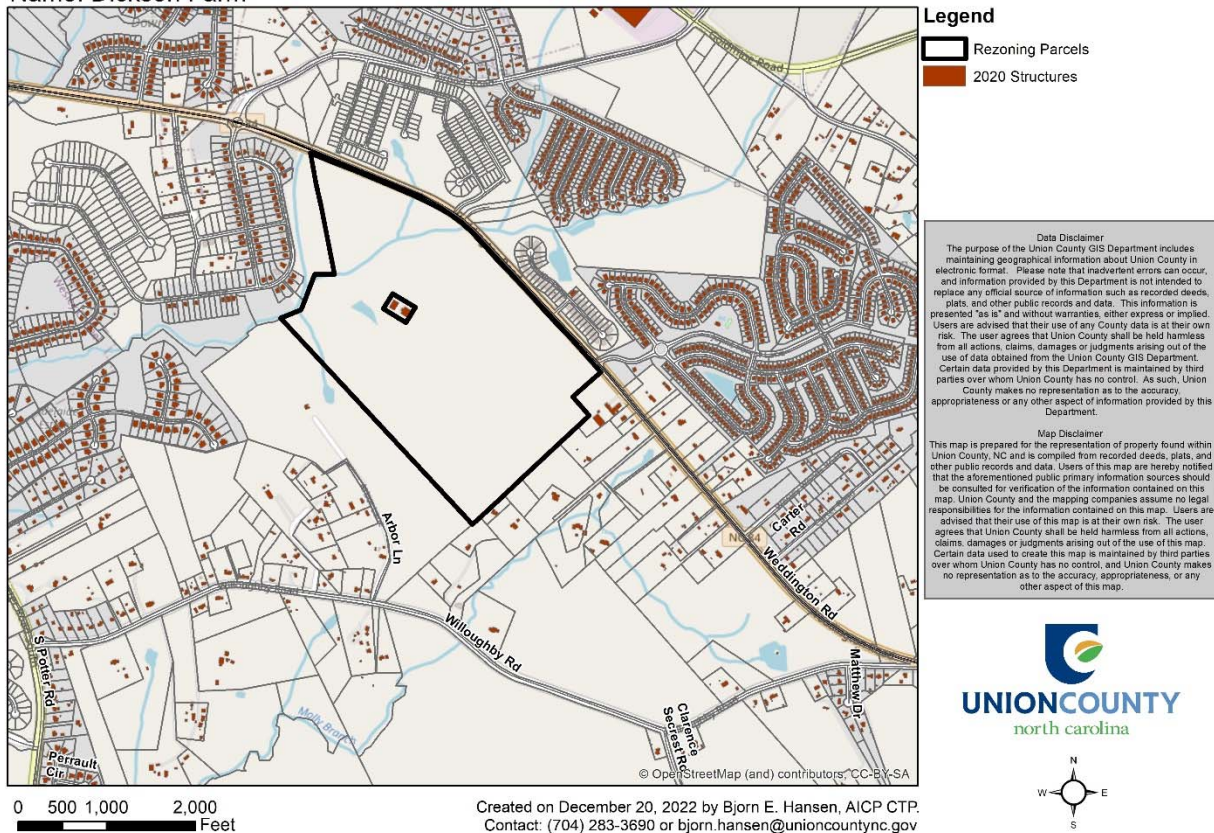 Legend
Rezoning Parcels
2020 Structures
Arbor Ln
Willoughby Rd
Weddington Rd
Carter
Rd
Matthew Dr
Clarence
Secrest Rd
S Potter Rd
Perrault
Cir
Molly Branch
© OpenStreetMap (and) contributors, CC-BY-SA
Data Disclaimer
The purpose of the Union County GIS Department includes
maintaining geographical information about Union County in
electronic format. Please note that inadvertent errors can occur,
and information provided by this Department is not intended to
replace any official source of information such as recorded deeds,
plats, and other public records and data. This information is
presented "as is" and without warranties, either express or implied.
Users are advised that their use of any County data is at their own
risk. The user agrees that Union County shall be held harmless
from all actions, claims, damages or judgments arising out of the
use of data obtained from the Union County GIS Department.
Certain data provided by this Department is maintained by third
parties over whom Union County has no control. As such, Union
County makes no representation as to the accuracy,
appropriateness or any other aspect of information provided by this
Department.
Map Disclaimer
This map is prepared for the representation of property found within
Union County, NC and is compiled from recorded deeds, plats, and
other public records and data. Users of this map are hereby notified
that the aforementioned public primary information sources should
be consulted for verification of the information contained on this
map. Union County and the mapping companies assume no legal
responsibilities for the information contained on this map. Users are
advised that their use of this map is at their own risk. The user
agrees that Union County shall be held harmless from all actions,
claims, damages or judgments arising out of the use of this map.
Certain data used to create this map is maintained by third parties
over whom Union County has no control, and Union County makes
no representation as to the accuracy, appropriateness, or any
other aspect of this map.
UNIONCOUNTY
north carolina
N
W E
S
0 500 1,000 2,000
Feet
Created on December 20, 2022 by Bjorn E. Hansen, AICP CTP.
Contact: (704) 283-3690 or bjorn.hansen@unioncountync.gov